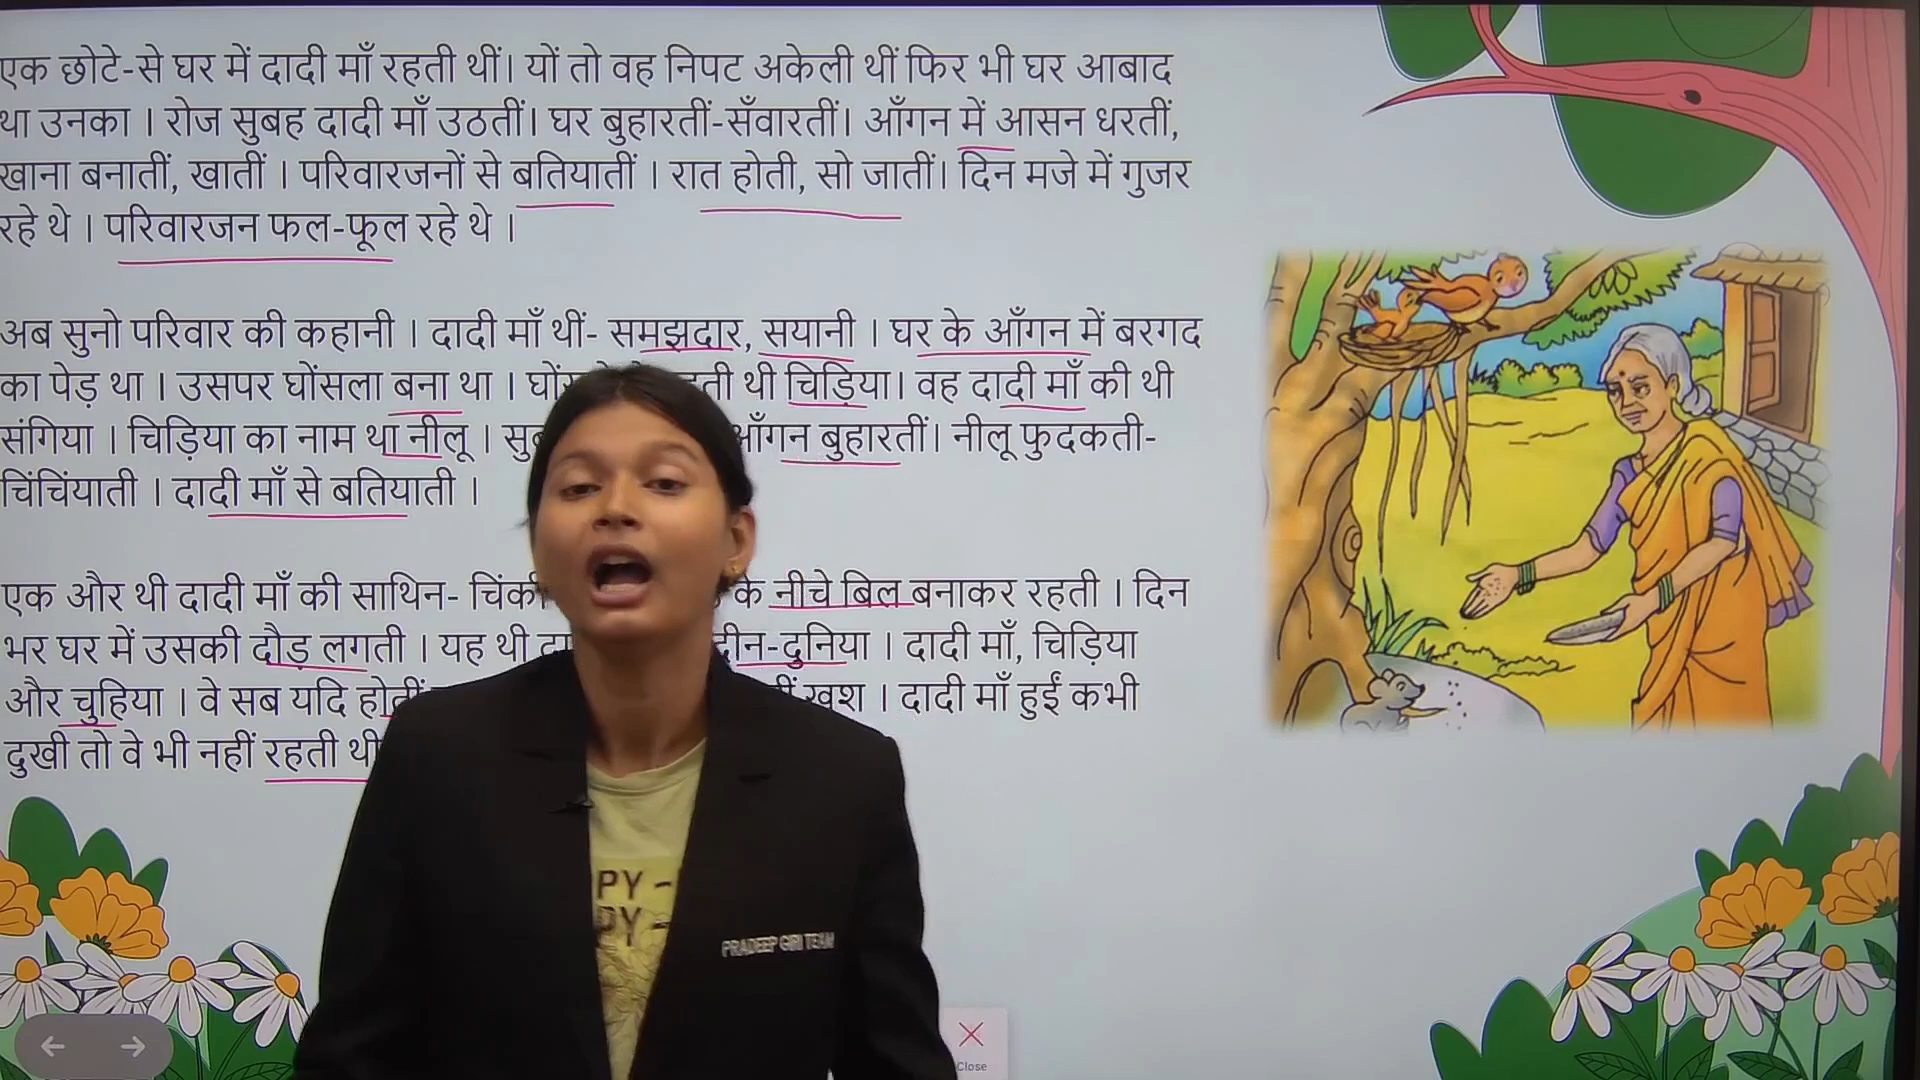 एक छोटे-से घर में दादी माँ रहती थीं। यों तो वह निपट अकेली थीं फिर भी घर आबाद
था उनका । रोज सुबह दादी माँ उठतीं। घर बुहारतीं-सँवारतीं। आँगन में आसन धरतीं,
खाना बनातीं, खातीं । परिवारजनों से बतियातीं । रात होती, सो जातीं। दिन मजे में गुजर
रहे थे । परिवारजन फल-फूल रहे थे ।
अब सुनो परिवार की कहानी । दादी माँ थीं- समझदार, सयानी । घर के आँगन में बरगद
का पेड़ था । उसपर घोंसला बना था । थी चिड़िया। वह दादी माँ की थी
संगिया । चिड़िया का नाम था नीलू । आँगन बुहारतीं। नीलू फुदकती-
चिंचिंयाती । दादी माँ से बतियाती ।
एक और थी दादी माँ की साथिन- के नीचे बिल बनाकर रहती । दिन
भर घर में उसकी दौड़ लगती । यह थी दीन-दुनिया । दादी माँ, चिड़िया
और चुहिया । वे सब यदि खुश । दादी माँ हुईं कभी
दुखी तो वे भी नहीं रहती
PRADEEP GIRI TEAM
Close